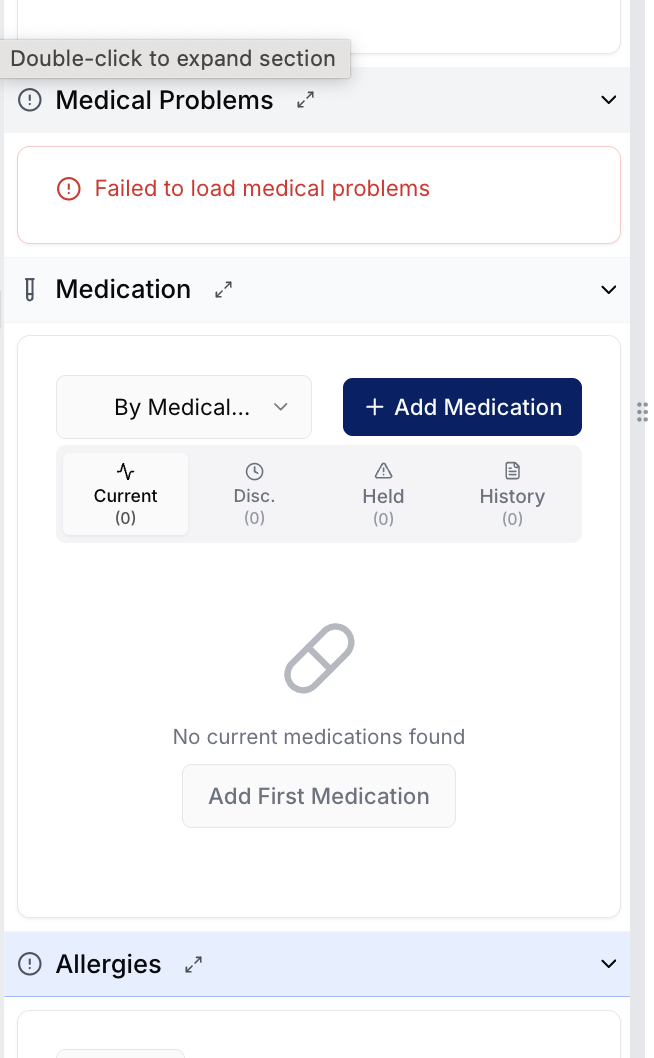 Double-click to expand section
Medical Problems
Failed to load medical problems
Medication
By Medical...
+ Add Medication
Current
(0)
Disc.
(0)
Held
(0)
History
(0)
No current medications found
Add First Medication
Allergies